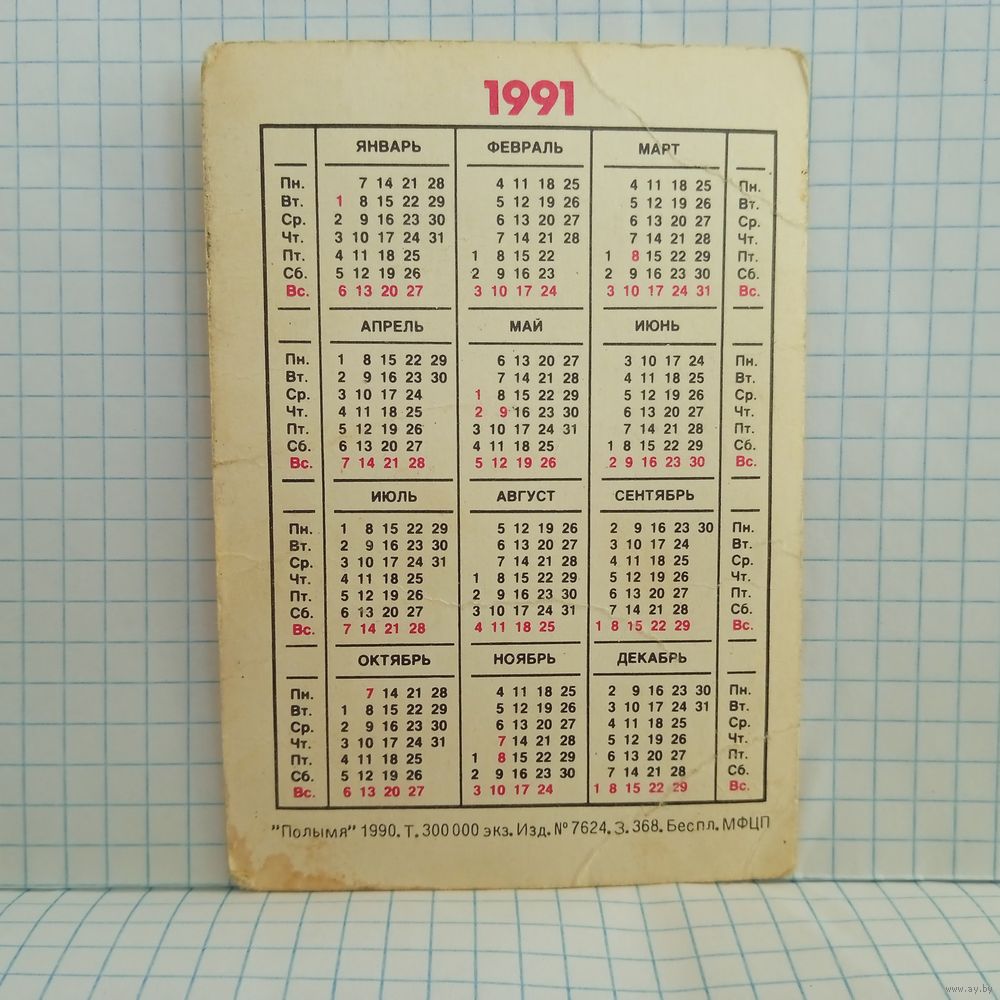 1991
ЯНВАРЬ ФЕВРАЛЬ МАРТ
Пн. 7 14 21 28 4 11 18 25 4 11 18 25 Пн.
Вт. 1 8 15 22 29 5 12 19 26 5 12 19 26 Вт.
Ср. 2 9 16 23 30 6 13 20 27 6 13 20 27 Ср.
Чт. 3 10 17 24 31 7 14 21 28 7 14 21 28 Чт.
Пт. 4 11 18 25 1 8 15 22 1 8 15 22 29 Пт.
Сб. 5 12 19 26 2 9 16 23 2 9 16 23 30 Сб.
Вс. 6 13 20 27 3 10 17 24 3 10 17 24 31 Вс.
АПРЕЛЬ МАЙ ИЮНЬ
Пн. 1 8 15 22 29 6 13 20 27 3 10 17 24 Пн.
Вт. 2 9 16 23 30 7 14 21 28 4 11 18 25 Вт.
Ср. 3 10 17 24 1 8 15 22 29 5 12 19 26 Ср.
Чт. 4 11 18 25 2 9 16 23 30 6 13 20 27 Чт.
Пт. 5 12 19 26 3 10 17 24 31 7 14 21 28 Пт.
Сб. 6 13 20 27 4 11 18 25 1 8 15 22 29 Сб.
Вс. 7 14 21 28 5 12 19 26 2 9 16 23 30 Вс.
ИЮЛЬ АВГУСТ СЕНТЯБРЬ
Пн. 1 8 15 22 29 5 12 19 26 2 9 16 23 30 Пн.
Вт. 2 9 16 23 30 6 13 20 27 3 10 17 24 Вт.
Ср. 3 10 17 24 31 7 14 21 28 4 11 18 25 Ср.
Чт. 4 11 18 25 1 8 15 22 29 5 12 19 26 Чт.
Пт. 5 12 19 26 2 9 16 23 30 6 13 20 27 Пт.
Сб. 6 13 20 27 3 10 17 24 31 7 14 21 28 Сб.
Вс. 7 14 21 28 4 11 18 25 1 8 15 22 29 Вс.
ОКТЯБРЬ НОЯБРЬ ДЕКАБРЬ
Пн. 7 14 21 28 4 11 18 25 2 9 16 23 30 Пн.
Вт. 1 8 15 22 29 5 12 19 26 3 10 17 24 31 Вт.
Ср. 2 9 16 23 30 6 13 20 27 4 11 18 25 Ср.
Чт. 3 10 17 24 31 7 14 21 28 5 12 19 26 Чт.
Пт. 4 11 18 25 1 8 15 22 29 6 13 20 27 Пт.
Сб. 5 12 19 26 2 9 16 23 30 7 14 21 28 Сб.
Вс. 6 13 20 27 3 10 17 24 1 8 15 22 29 Вс.
"Полымя" 1990. Т. 300 000 экз. Изд. № 7624. З. 368. Беспл. МФЦП
www.ay.by